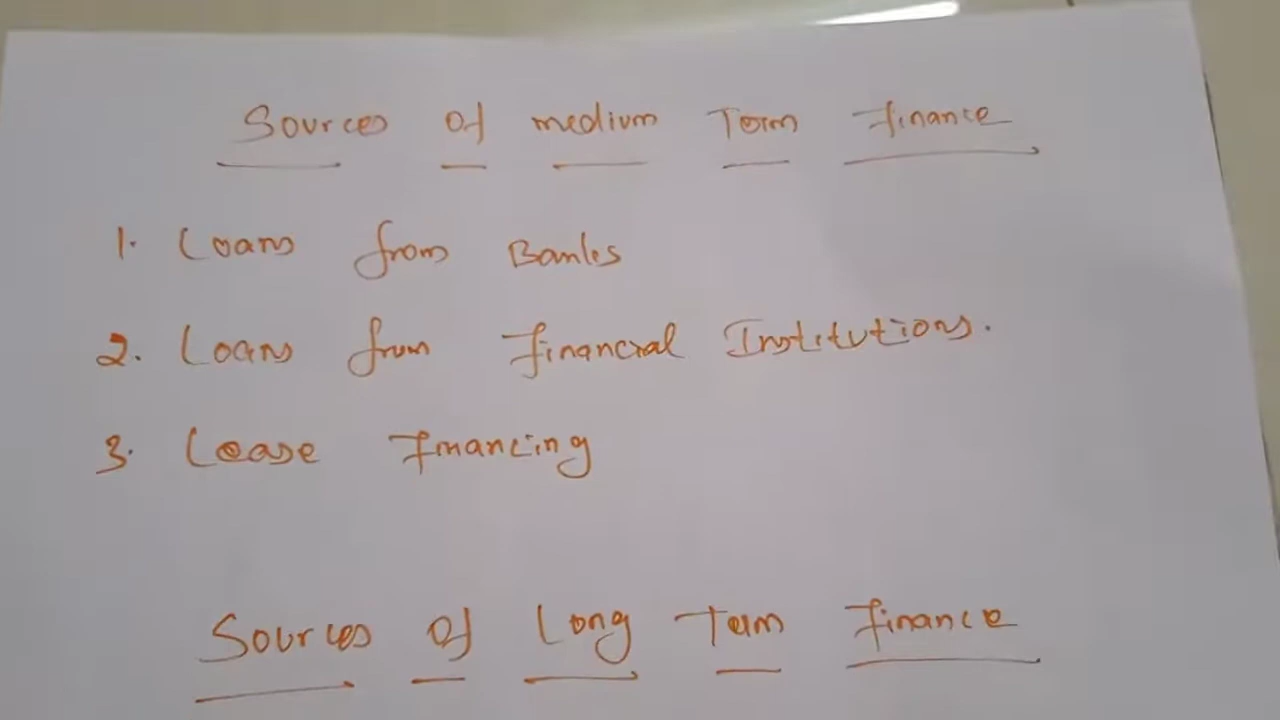 Sources of medium Term Finance
1. Loans from Banks
2. Loans from Financial Institutions.
3. Lease Financing
Sources of Long Term Finance